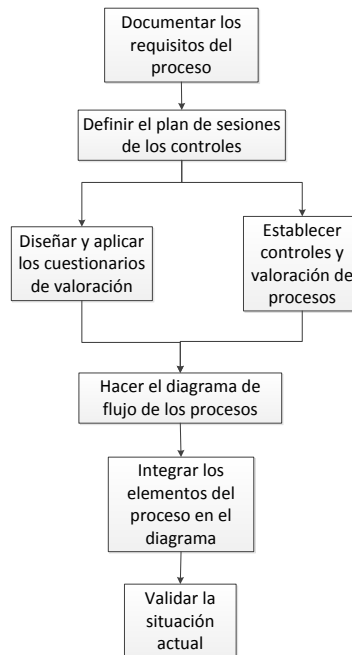 Documentar los
requisitos del
proceso
Definir el plan de sesiones
de los controles
Diseñar y aplicar
los cuestionarios
de valoración
Establecer
controles y
valoración de
procesos
Hacer el diagrama de
flujo de los procesos
Integrar los
elementos del
proceso en el
diagrama
Validar la
situación
actual